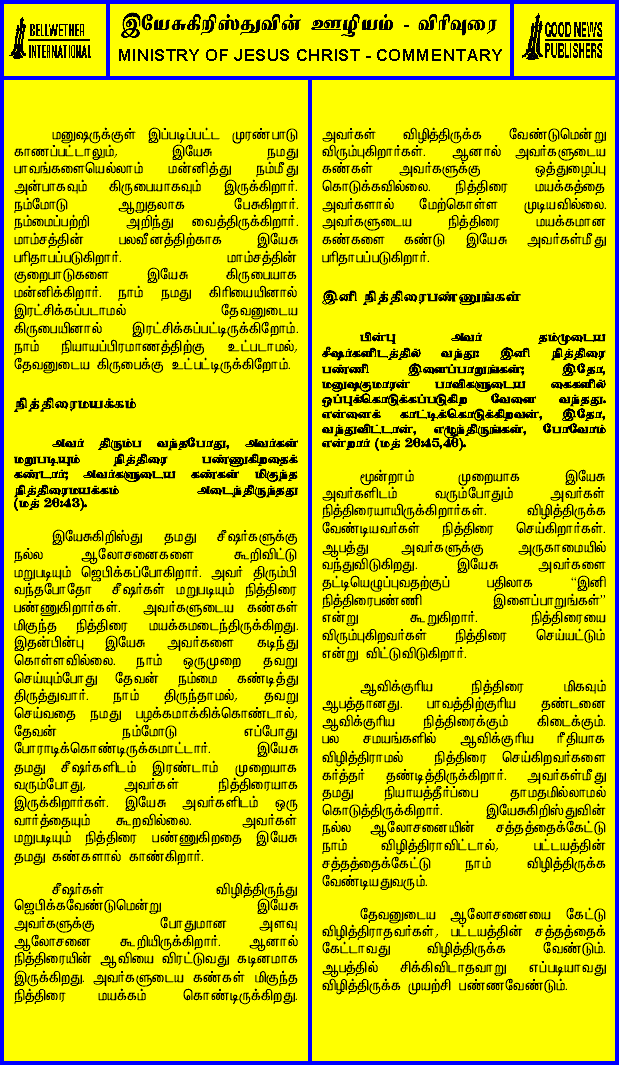 BELLWETHER
INTERNATIONAL
இயேசுகிறிஸ்துவின் ஊழியம் - விரிவுரை
MINISTRY OF JESUS CHRIST - COMMENTARY
GOOD NEWS
PUBLISHERS
மனுஷருக்குள் இப்படிப்பட்ட முரண்பாடு
காணப்பட்டாலும், இயேசு நமது
பாவங்களையெல்லாம் மன்னித்து நம்மீது
அன்பாகவும் கிருபையாகவும் இருக்கிறார்.
நம்மோடு ஆறுதலாக பேசுகிறார்.
நம்மைப்பற்றி அறிந்து வைத்திருக்கிறார்.
மாம்சத்தின் பலவீனத்திற்காக இயேசு
பரிதாபப்படுகிறார். மாம்சத்தின்
குறைபாடுகளை இயேசு கிருபையாக
மன்னிக்கிறார். நாம் நமது கிரியையினால்
இரட்சிக்கப்படாமல் தேவனுடைய
கிருபையினால் இரட்சிக்கப்பட்டிருக்கிறோம்.
நாம் நியாயப்பிரமாணத்திற்கு உட்படாமல்,
தேவனுடைய கிருபைக்கு உட்பட்டிருக்கிறோம்.
நித்திரைமயக்கம்
அவர் திரும்ப வந்தபோது, அவர்கள்
மறுபடியும் நித்திரை பண்ணுகிறதைக்
கண்டார்; அவர்களுடைய கண்கள் மிகுந்த
நித்திரைமயக்கம் அடைந்திருந்தது
(மத் 26:43).
இயேசுகிறிஸ்து தமது சீஷர்களுக்கு
நல்ல ஆலோசனைகளை கூறிவிட்டு
மறுபடியும் ஜெபிக்கப்போகிறார். அவர் திரும்பி
வந்தபோதோ சீஷர்கள் மறுபடியும் நித்திரை
பண்ணுகிறார்கள். அவர்களுடைய கண்கள்
மிகுந்த நித்திரை மயக்கமடைந்திருக்கிறது.
இதன்பின்பு இயேசு அவர்களை கடிந்து
கொள்ளவில்லை. நாம் ஒருமுறை தவறு
செய்யும்போது தேவன் நம்மை கண்டித்து
திருத்துவார். நாம் திருந்தாமல், தவறு
செய்வதை நமது பழக்கமாக்கிக்கொண்டால்,
தேவன் நம்மோடு எப்போது
போராடிக்கொண்டிருக்கமாட்டார். இயேசு
தமது சீஷர்களிடம் இரண்டாம் முறையாக
வரும்போது, அவர்கள் நித்திரையாக
இருக்கிறார்கள். இயேசு அவர்களிடம் ஒரு
வார்த்தையும் கூறவில்லை. அவர்கள்
மறுபடியும் நித்திரை பண்ணுகிறதை இயேசு
தமது கண்களால் காண்கிறார்.
சீஷர்கள் விழித்திருந்து
ஜெபிக்கவேண்டுமென்று இயேசு
அவர்களுக்கு போதுமான அளவு
ஆலோசனை கூறியிருக்கிறார். ஆனால்
நித்திரையின் ஆவியை விரட்டுவது கடினமாக
இருக்கிறது. அவர்களுடைய கண்கள் மிகுந்த
நித்திரை மயக்கம் கொண்டிருக்கிறது.
அவர்கள் விழித்திருக்க வேண்டுமென்று
விரும்புகிறார்கள். ஆனால் அவர்களுடைய
கண்கள் அவர்களுக்கு ஒத்துழைப்பு
கொடுக்கவில்லை. நித்திரை மயக்கத்தை
அவர்களால் மேற்கொள்ள முடியவில்லை.
அவர்களுடைய நித்திரை மயக்கமான
கண்களை கண்டு இயேசு அவர்கள்மீது
பரிதாபப்படுகிறார்.
இனி நித்திரைபண்ணுங்கள்
பின்பு அவர் தம்முடைய
சீஷர்களிடத்தில் வந்து: இனி நித்திரை
பண்ணி இளைப்பாறுங்கள்; இதோ,
மனுஷகுமாரன் பாவிகளுடைய கைகளில்
ஒப்புக்கொடுக்கப்படுகிற வேளை வந்தது.
என்னைக் காட்டிக்கொடுக்கிறவன், இதோ,
வந்துவிட்டான், எழுந்திருங்கள், போவோம்
என்றார் (மத் 26:45,46).
மூன்றாம் முறையாக இயேசு
அவர்களிடம் வரும்போதும் அவர்கள்
நித்திரையாயிருக்கிறார்கள். விழித்திருக்க
வேண்டியவர்கள் நித்திரை செய்கிறார்கள்.
ஆபத்து அவர்களுக்கு அருகாமையில்
வந்துவிடுகிறது. இயேசு அவர்களை
தட்டியெழுப்புவதற்குப் பதிலாக “இனி
நித்திரைபண்ணி இளைப்பாறுங்கள்”
என்று கூறுகிறார். நித்திரையை
விரும்புகிறவர்கள் நித்திரை செய்யட்டும்
என்று விட்டுவிடுகிறார்.
ஆவிக்குரிய நித்திரை மிகவும்
ஆபத்தானது. பாவத்திற்குரிய தண்டனை
ஆவிக்குரிய நித்திரைக்கும் கிடைக்கும்.
பல சமயங்களில் ஆவிக்குரிய ரீதியாக
விழித்திராமல் நித்திரை செய்கிறவர்களை
கர்த்தர் தண்டித்திருக்கிறார். அவர்கள்மீது
தமது நியாயத்தீர்ப்பை தாமதமில்லாமல்
கொடுத்திருக்கிறார். இயேசுகிறிஸ்துவின்
நல்ல ஆலோசனையின் சத்தத்தைக்கேட்டு
நாம் விழித்திராவிட்டால், பட்டயத்தின்
சத்தத்தைக்கேட்டு நாம் விழித்திருக்க
வேண்டியதுவரும்.
தேவனுடைய ஆலோசனையை கேட்டு
விழித்திராதவர்கள், பட்டயத்தின் சத்தத்தைக்
கேட்டாவது விழித்திருக்க வேண்டும்.
ஆபத்தில் சிக்கிவிடாதவாறு எப்படியாவது
விழித்திருக்க முயற்சி பண்ணவேண்டும்.